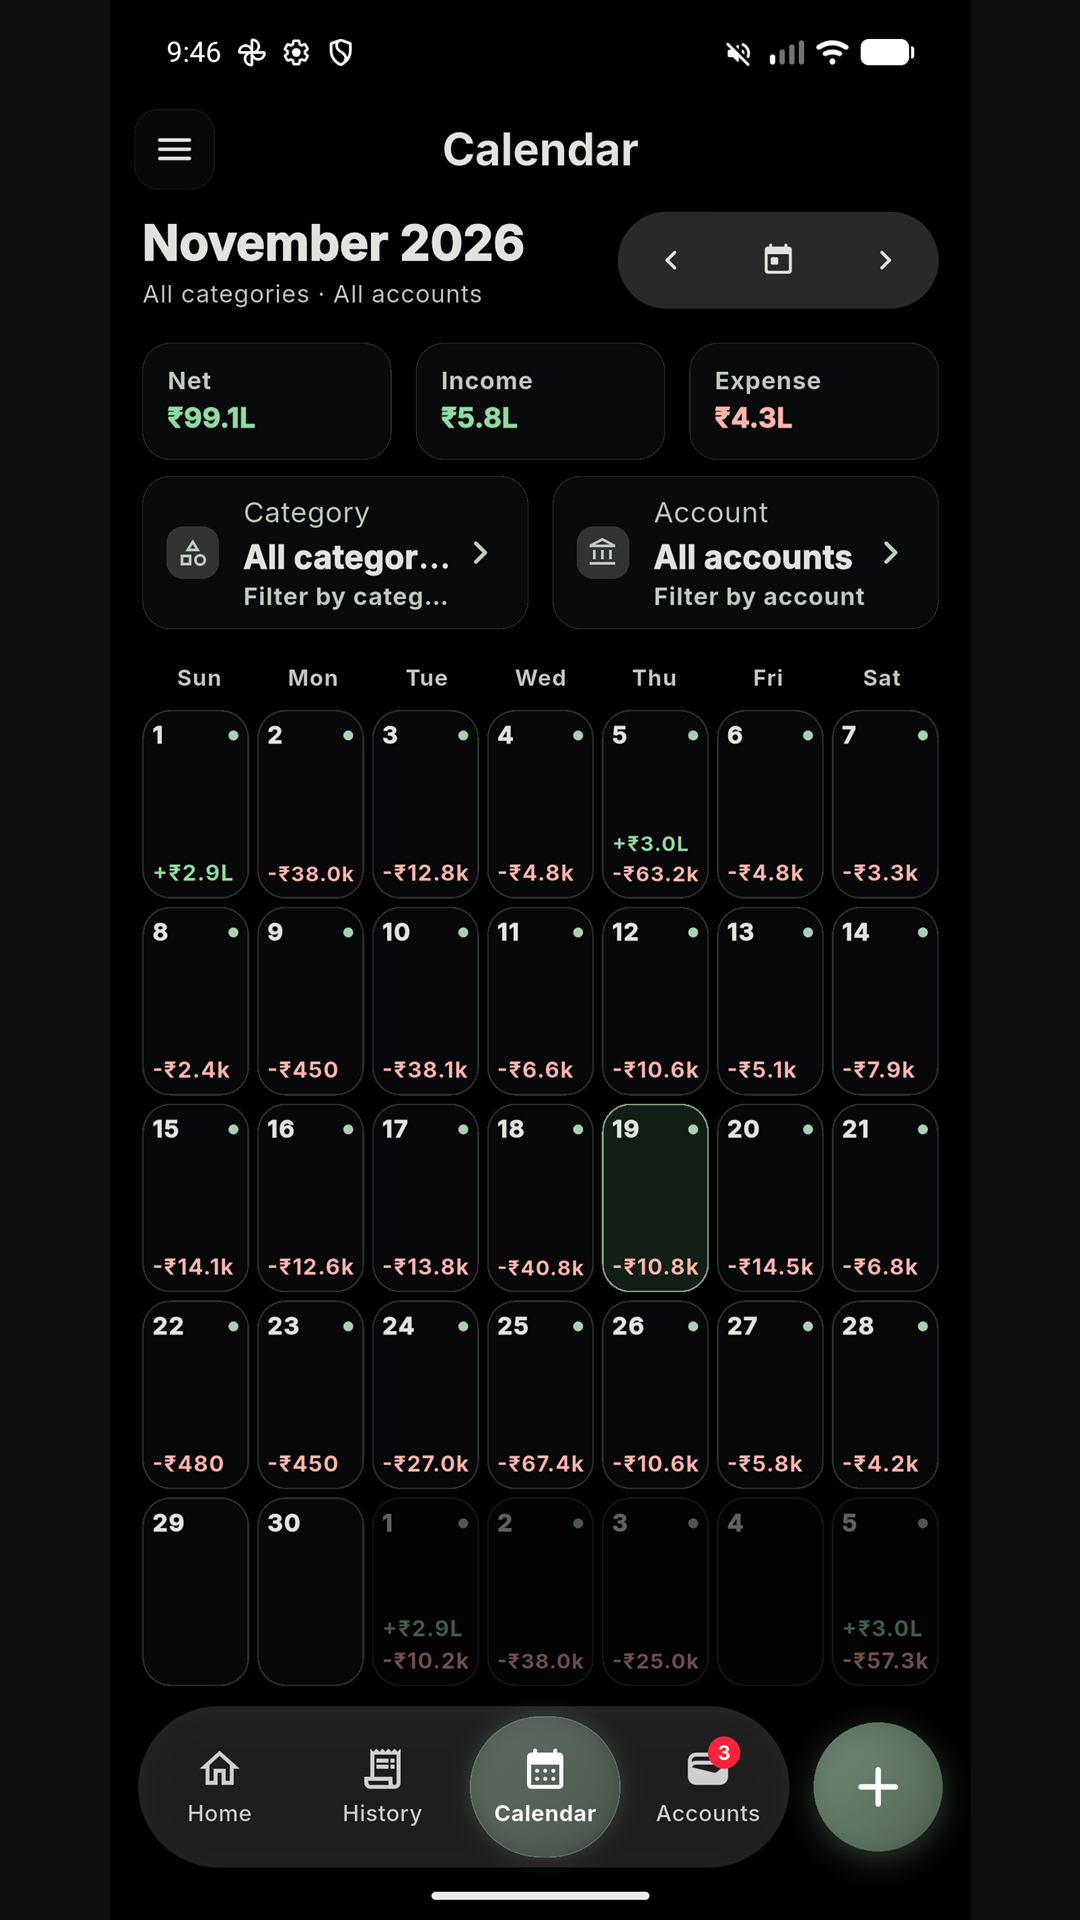 9:46
Calendar
November 2026
All categories · All accounts
Net
₹99.1L
Income
₹5.8L
Expense
₹4.3L
Category
All categor...
Filter by categ...
Account
All accounts
Filter by account
Sun Mon Tue Wed Thu Fri Sat
1 2 3 4 5 6 7
+₹3.0L
+₹2.9L -₹38.0k -₹12.8k -₹4.8k -₹63.2k -₹4.8k -₹3.3k
8 9 10 11 12 13 14
-₹2.4k -₹450 -₹38.1k -₹6.6k -₹10.6k -₹5.1k -₹7.9k
15 16 17 18 19 20 21
-₹14.1k -₹12.6k -₹13.8k -₹40.8k -₹10.8k -₹14.5k -₹6.8k
22 23 24 25 26 27 28
-₹480 -₹450 -₹27.0k -₹67.4k -₹10.6k -₹5.8k -₹4.2k
29 30 1 2 3 4 5
+₹2.9L +₹3.0L
-₹10.2k -₹38.0k -₹25.0k -₹57.3k
3
Home History Calendar Accounts